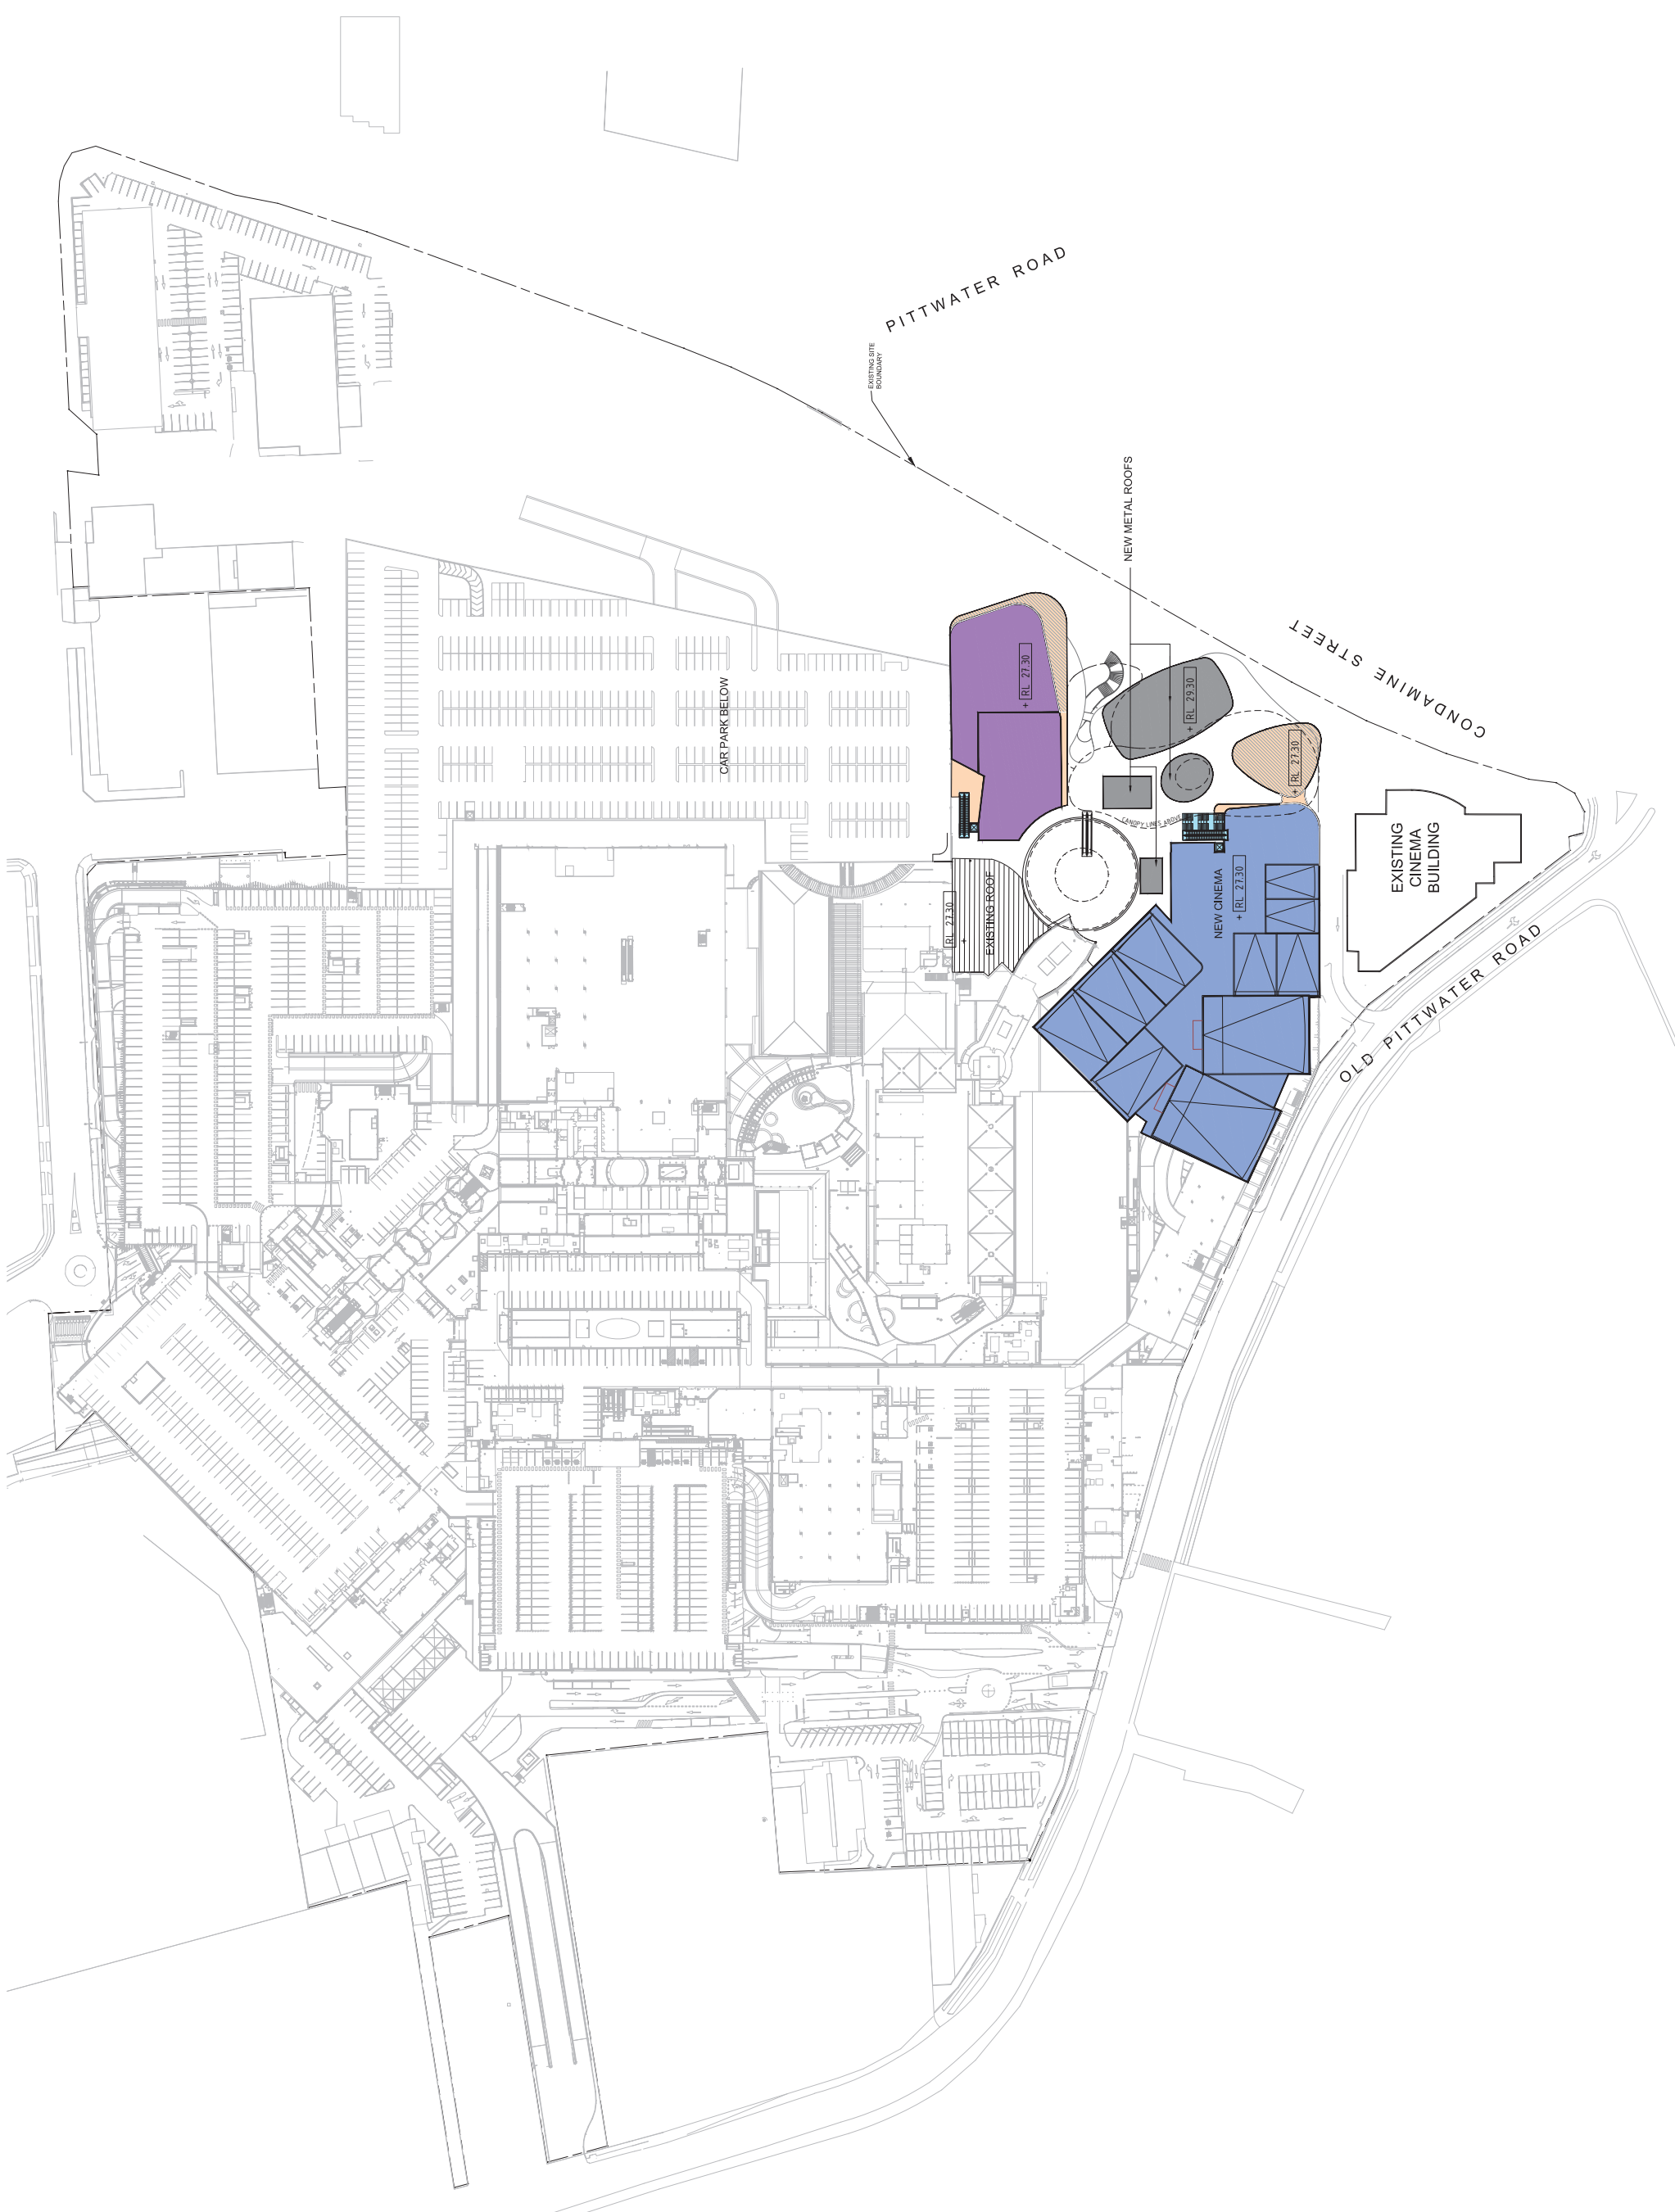 PITTWATER ROAD
EXISTING SITE
BOUNDARY
NEW METAL ROOFS
CONDAMINE STREET
CAR PARK BELOW
+ RL 27.30
+ RL 29.30
+ RL 27.30
CANOPY LINES ABOVE
EXISTING ROOF
RL 27.30
+
NEW CINEMA
+ RL 27.30
EXISTING
CINEMA
BUILDING
OLD PITTWATER ROAD